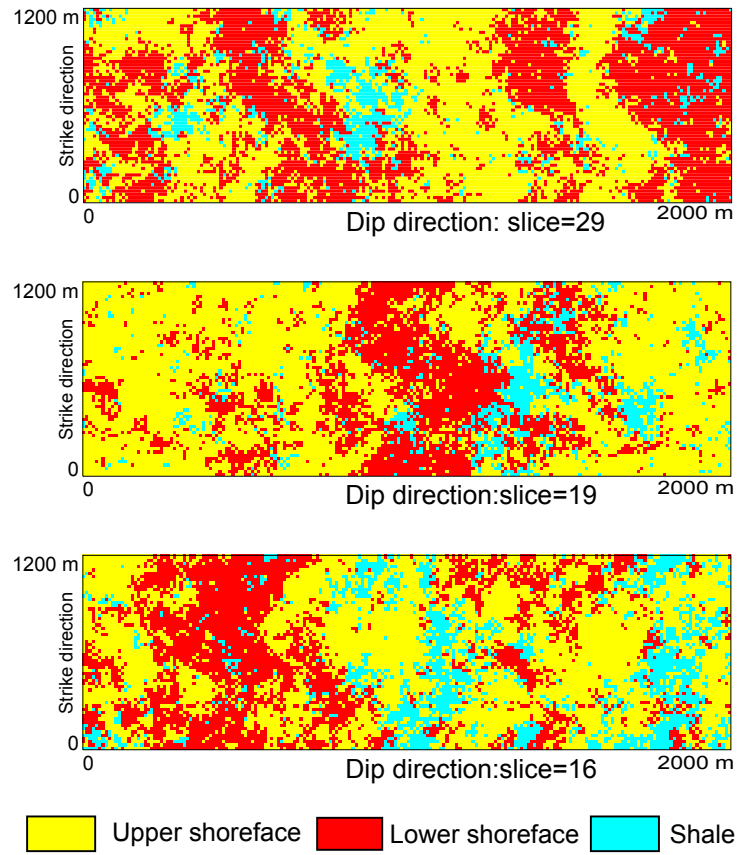 1200 m
Strike direction
0
0
2000 m
Dip direction: slice=29
1200 m
Strike direction
0
0
2000 m
Dip direction:slice=19
1200 m
Strike direction
0
0
2000 m
Dip direction:slice=16
Upper shoreface Lower shoreface Shale